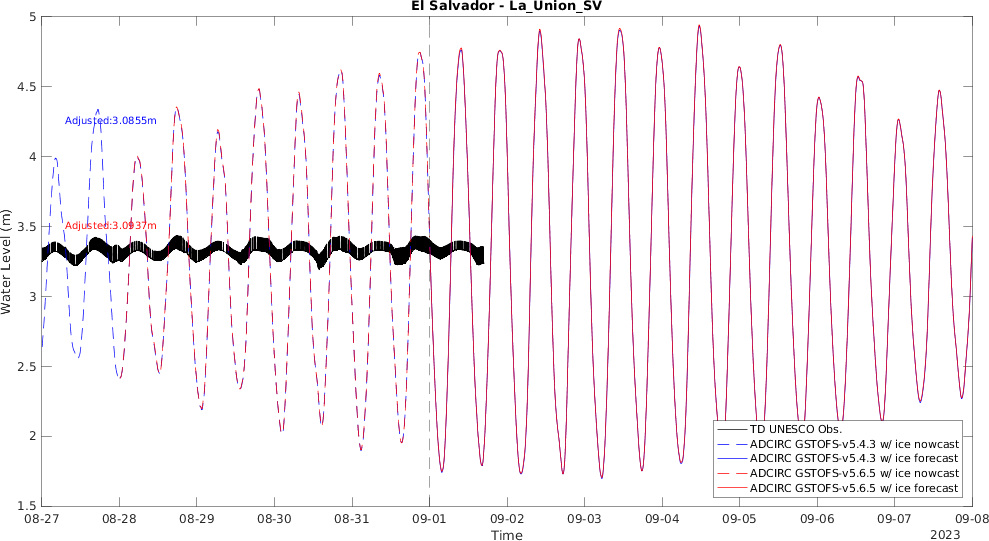 El Salvador - La_Union_SV
Water Level (m)
5
4.5
4
3.5
3
2.5
2
1.5
Adjusted:3.0855m
Adjusted:3.0937m
TD UNESCO Obs.
ADCIRC GSTOFS-v5.4.3 w/ ice nowcast
ADCIRC GSTOFS-v5.4.3 w/ ice forecast
ADCIRC GSTOFS-v5.6.5 w/ ice nowcast
ADCIRC GSTOFS-v5.6.5 w/ ice forecast
08-27 08-28 08-29 08-30 08-31 09-01 09-02 09-03 09-04 09-05 09-06 09-07 09-08
Time
2023